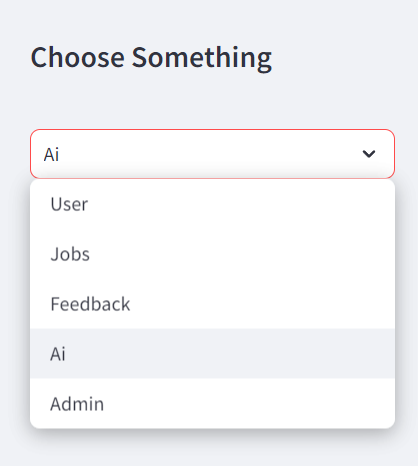 Choose Something
Ai
User
Jobs
Feedback
Ai
Admin